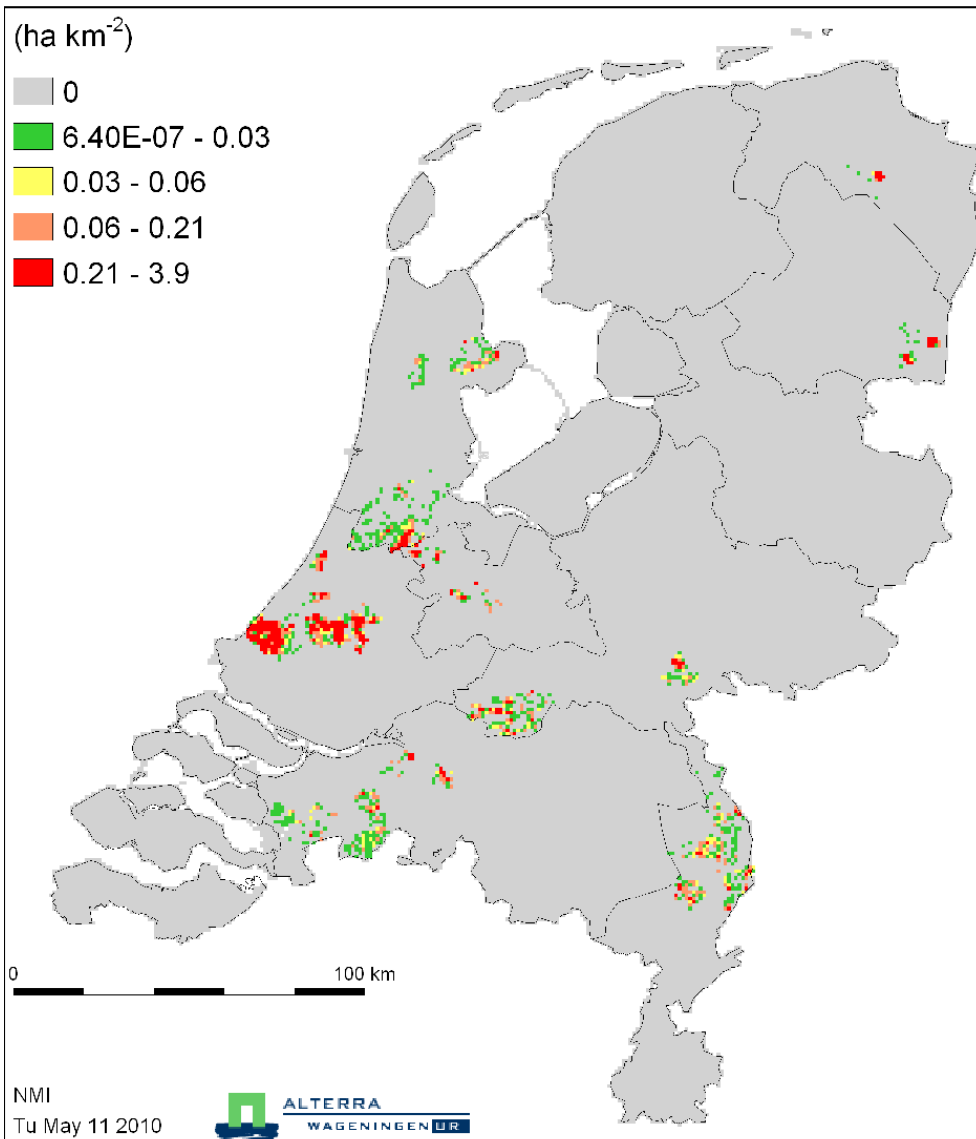 (ha km⁻²)
0
6.40E-07 - 0.03
0.03 - 0.06
0.06 - 0.21
0.21 - 3.9
0 100 km
NMI
Tu May 11 2010
ALTERRA
WAGENINGEN UR